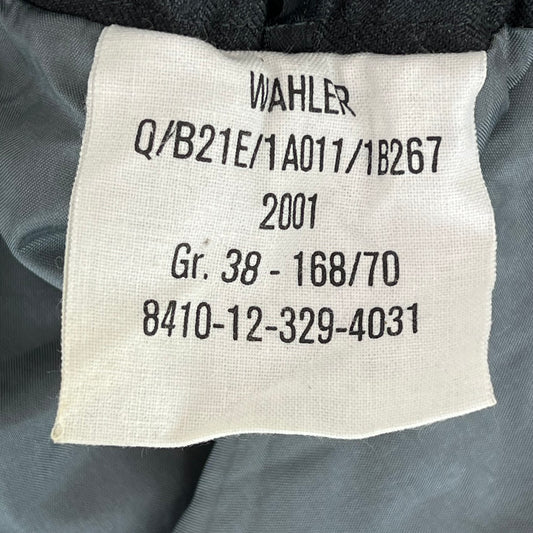 WAHLER
Q/B21E/1A011/1B267
2001
Gr. 38 - 168/70
8410-12-329-4031